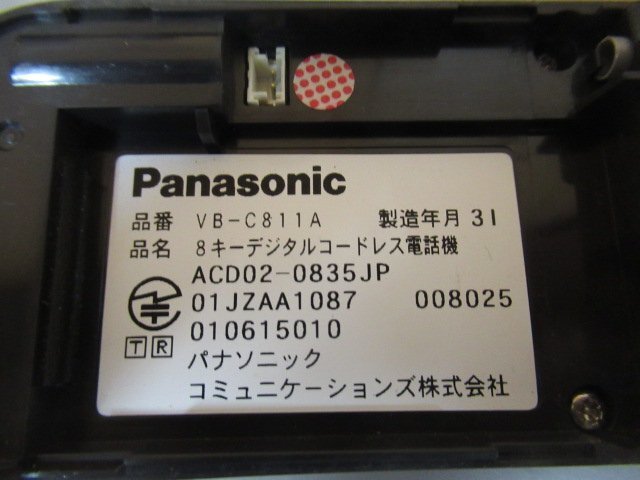 Panasonic
品番 VB-C811A 製造年月 31
品名 8キーデジタルコードレス電話機
ACD02-0835JP
01JZAA1087 008025
T R 010615010
パナソニック
コミュニケーションズ株式会社